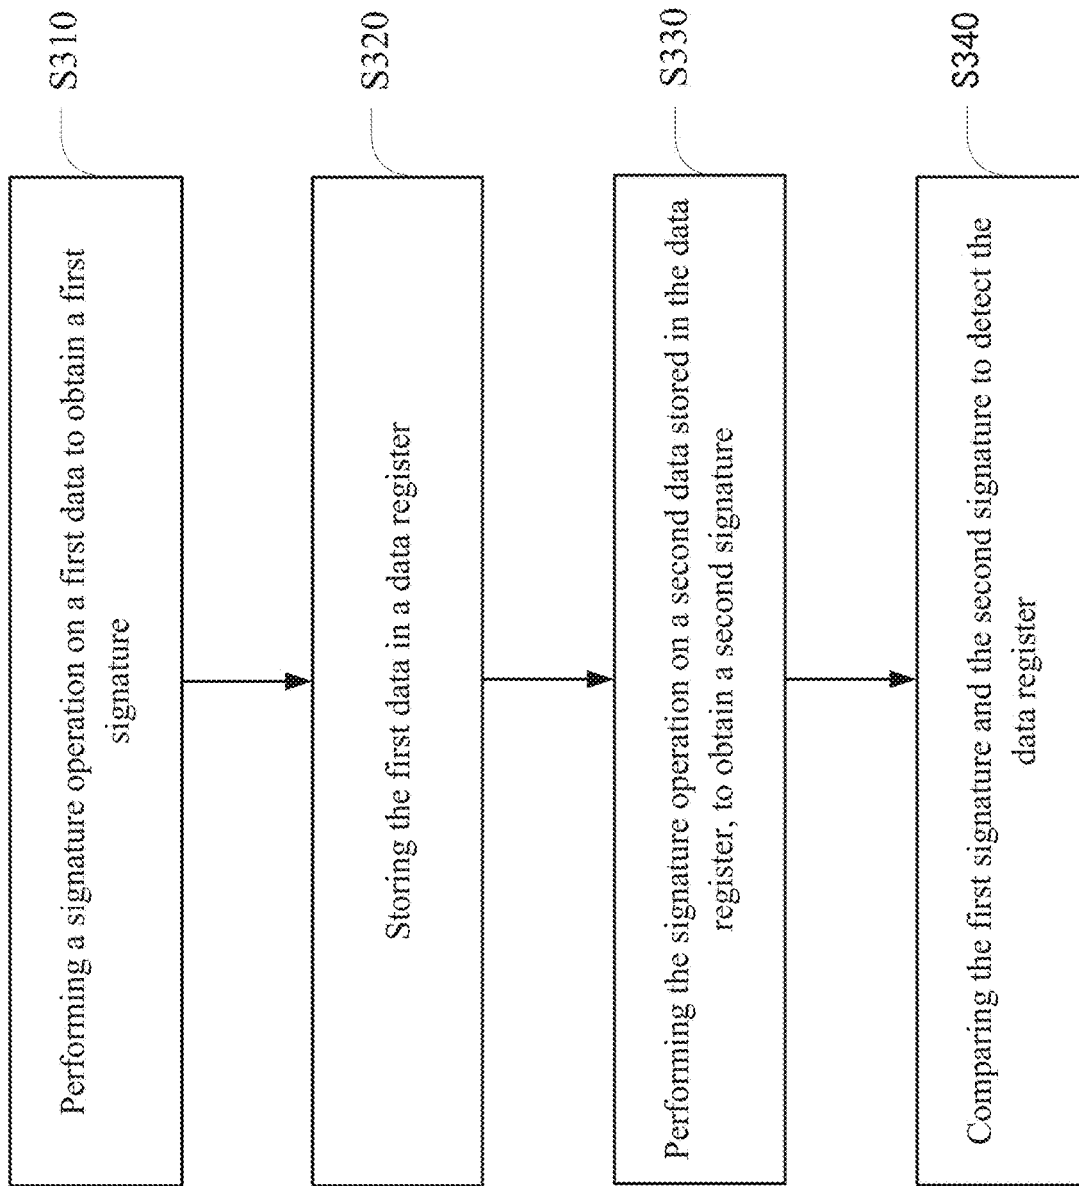 Performing a signature operation on a first data to obtain a first
signature
S310
Storing the first data in a data register
S320
Performing the signature operation on a second data stored in the data
register, to obtain a second signature
S330
Comparing the first signature and the second signature to detect the
data register
S340